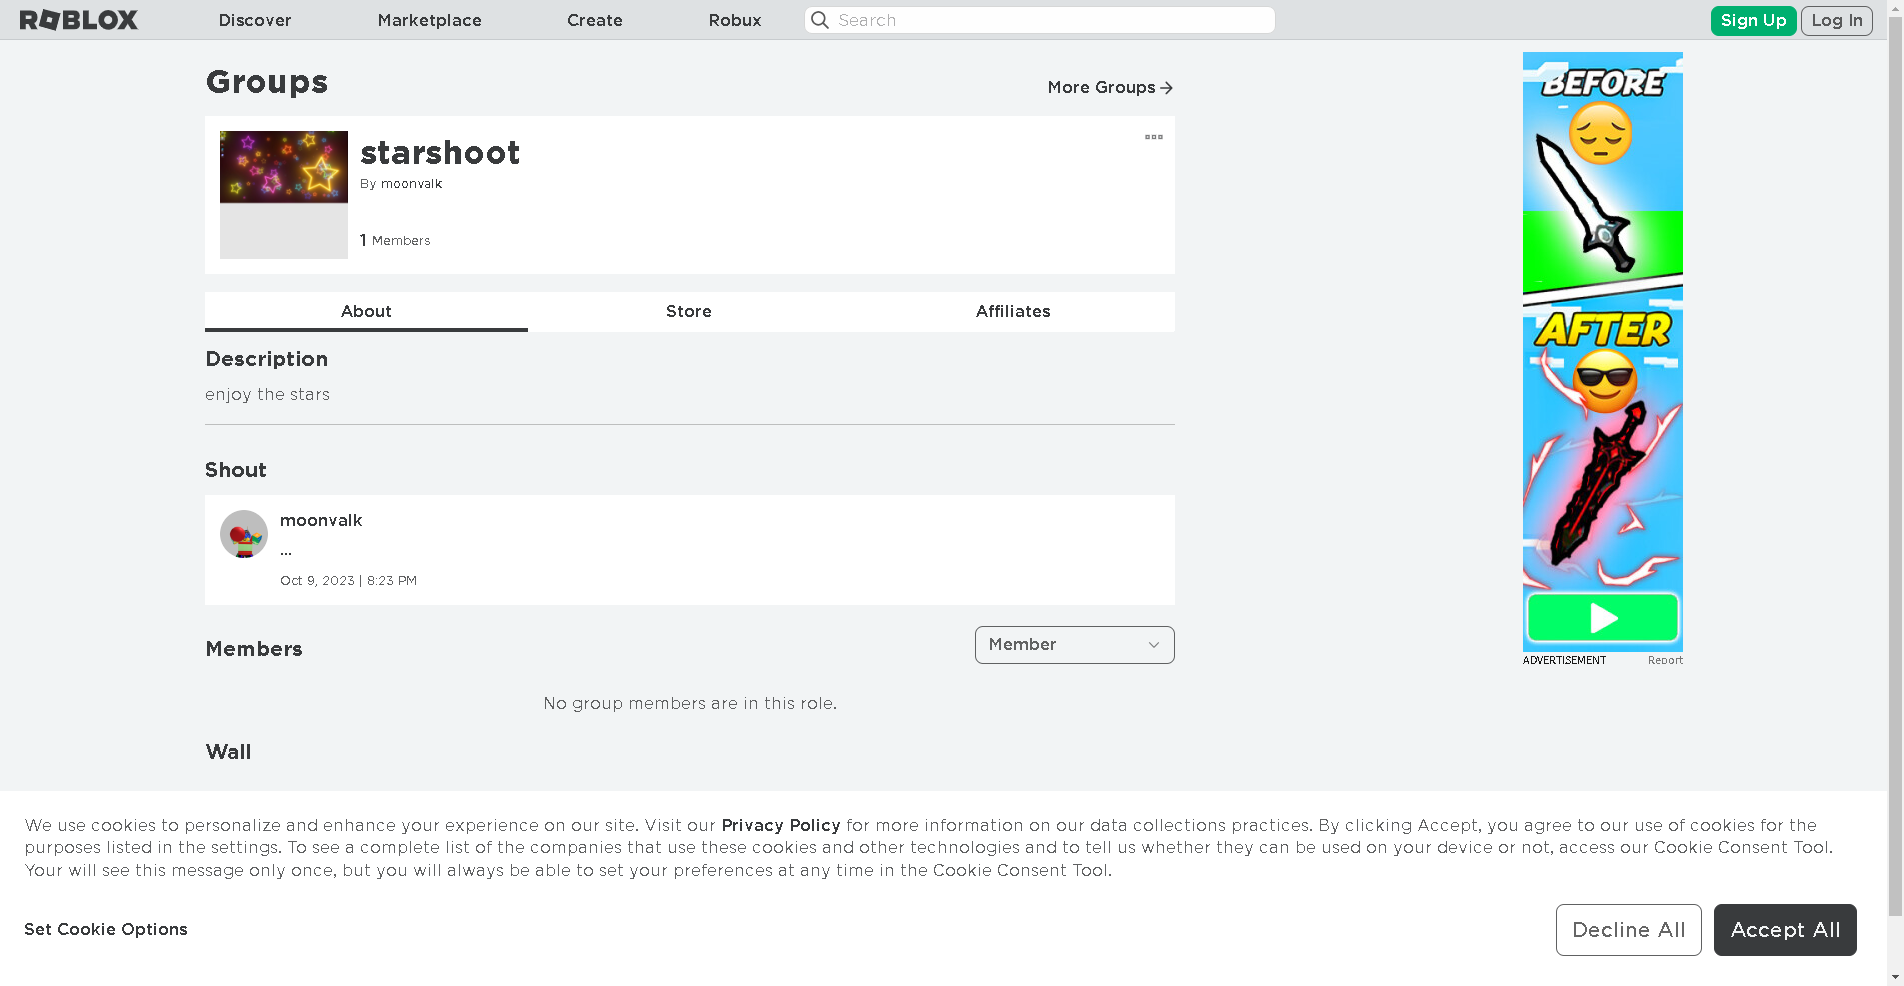 ROBLOX
Discover
Marketplace
Create
Robux
Search
Sign Up
Log In
Groups
More Groups
starshoot
By moonvalk
1 Members
About
Store
Affiliates
Description
enjoy the stars
Shout
moonvalk
...
Oct 9, 2023 | 8:23 PM
Members
Member
No group members are in this role.
Wall
BEFORE
AFTER
ADVERTISEMENT
Report
We use cookies to personalize and enhance your experience on our site. Visit our Privacy Policy for more information on our data collections practices. By clicking Accept, you agree to our use of cookies for the
purposes listed in the settings. To see a complete list of the companies that use these cookies and other technologies and to tell us whether they can be used on your device or not, access our Cookie Consent Tool.
Your will see this message only once, but you will always be able to set your preferences at any time in the Cookie Consent Tool.
Set Cookie Options
Decline All
Accept All